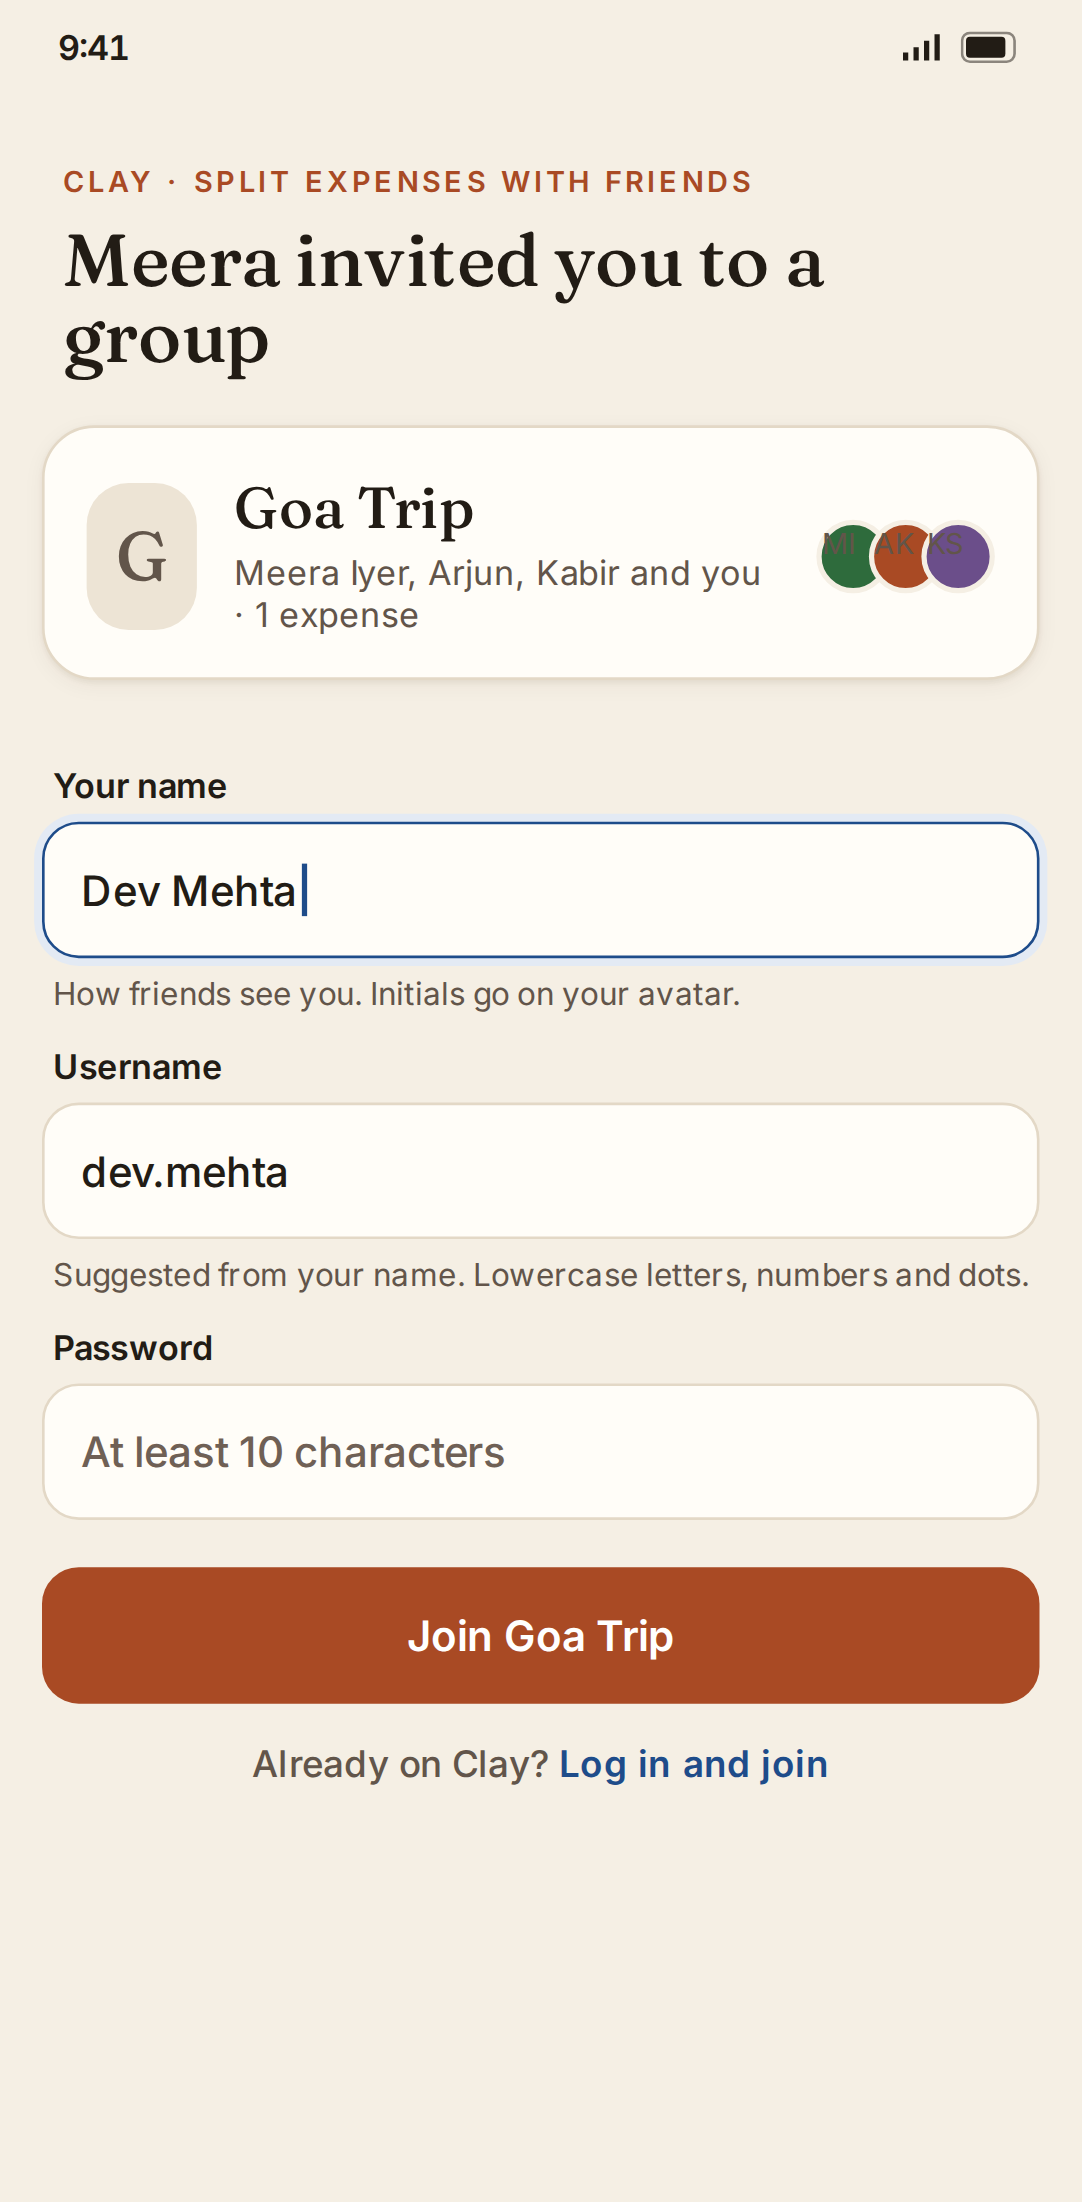 9:41
CLAY · SPLIT EXPENSES WITH FRIENDS
Meera invited you to a
group
G
Goa Trip
Meera Iyer, Arjun, Kabir and you
· 1 expense
MI AK KS
Your name
Dev Mehta
How friends see you. Initials go on your avatar.
Username
dev.mehta
Suggested from your name. Lowercase letters, numbers and dots.
Password
At least 10 characters
Join Goa Trip
Already on Clay? Log in and join